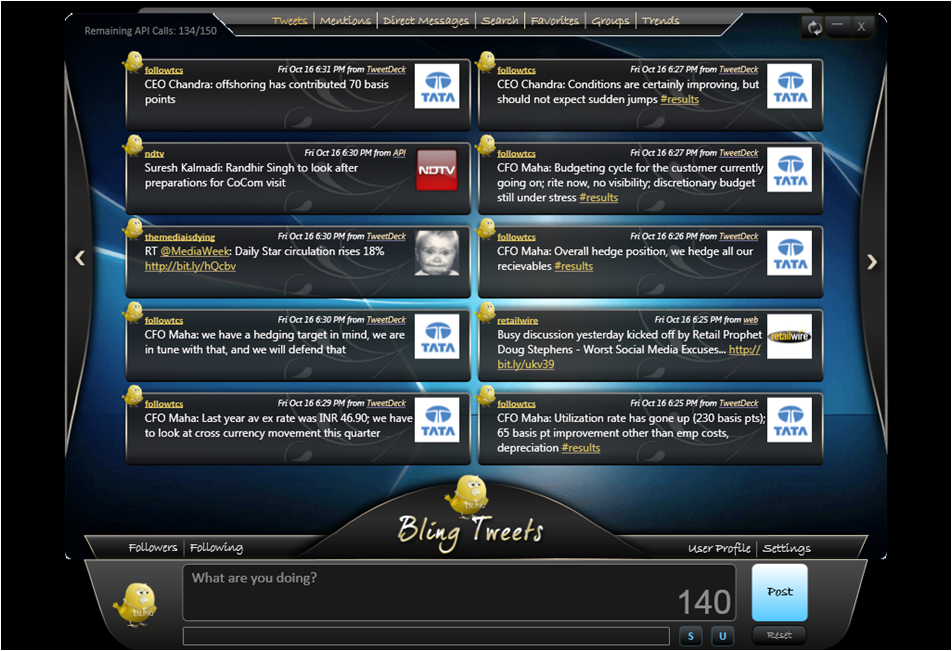 Remaining API Calls: 134/150
Tweets | Mentions | Direct Messages | Search | Favorites | Groups | Trends
X
followtcs Fri Oct 16 6:31 PM from TweetDeck
CEO Chandra: offshoring has contributed 70 basis
points
TATA
followtcs Fri Oct 16 6:27 PM from TweetDeck
CEO Chandra: Conditions are certainly improving, but
should not expect sudden jumps #results
TATA
ndtv Fri Oct 16 6:30 PM from API
Suresh Kalmadi: Randhir Singh to look after
preparations for CoCom visit
NDTV
followtcs Fri Oct 16 6:27 PM from TweetDeck
CFO Maha: Budgeting cycle for the customer currently
going on; rite now, no visibility; discretionary budget
still under stress #results
TATA
themediaisdying Fri Oct 16 6:30 PM from TweetDeck
RT @MediaWeek: Daily Star circulation rises 18%
http://bit.ly/hQcbv
followtcs Fri Oct 16 6:26 PM from TweetDeck
CFO Maha: Overall hedge position, we hedge all our
recievables #results
TATA
followtcs Fri Oct 16 6:30 PM from TweetDeck
CFO Maha: we have a hedging target in mind, we are
in tune with that, and we will defend that
TATA
retailwire Fri Oct 16 6:25 PM from web
Busy discussion yesterday kicked off by Retail Prophet
Doug Stephens - Worst Social Media Excuses... http://
bit.ly/ukv39
retailwire
followtcs Fri Oct 16 6:29 PM from TweetDeck
CFO Maha: Last year av ex rate was INR 46.90; we have
to look at cross currency movement this quarter
TATA
followtcs Fri Oct 16 6:25 PM from TweetDeck
CFO Maha: Utilization rate has gone up (230 basis pts);
65 basis pt improvement other than emp costs,
depreciation #results
TATA
BLING
Bling Tweets
Followers | Following
User Profile | Settings
BLING
What are you doing?
140
Post
S U
Reset